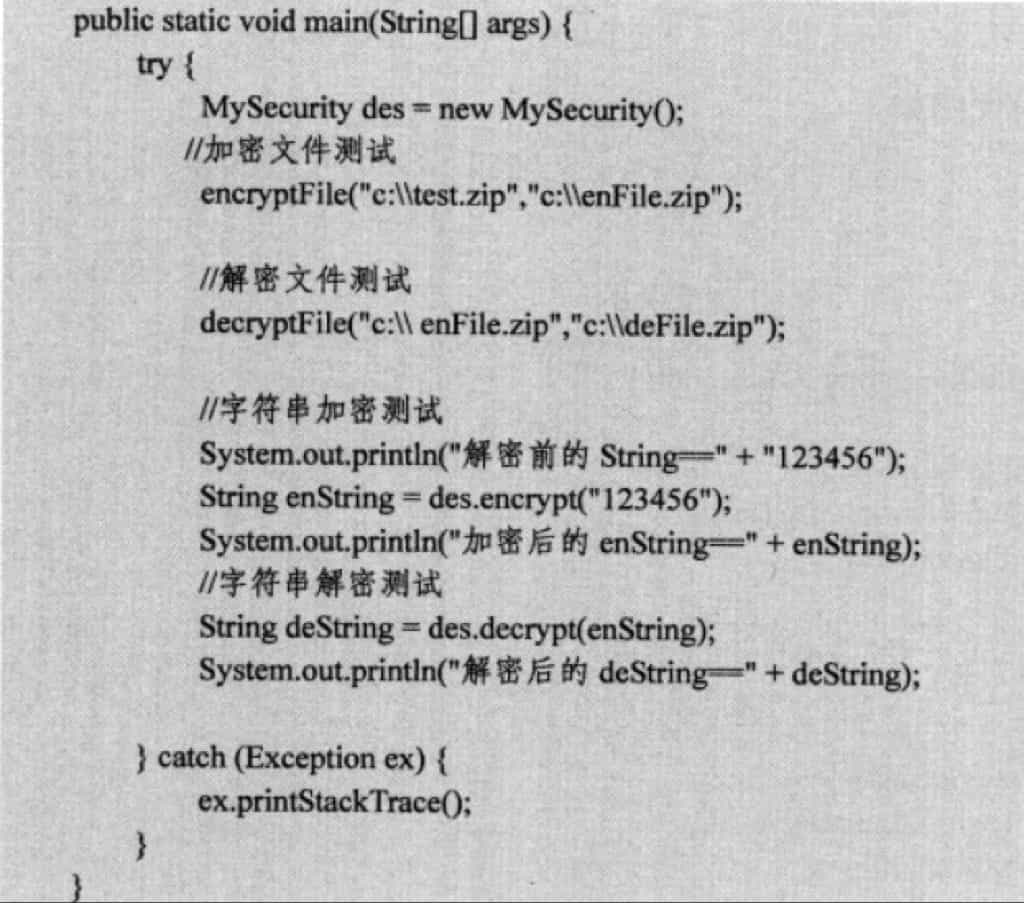 public static void main(String[] args) {
try {
MySecurity des = new MySecurity();
//加密文件测试
encryptFile("c:\\test.zip","c:\\enFile.zip");
//解密文件测试
decryptFile("c:\\ enFile.zip","c:\\deFile.zip");
//字符串加密测试
System.out.println("解密前的 String==" + "123456");
String enString = des.encrypt("123456");
System.out.println("加密后的 enString==" + enString);
//字符串解密测试
String deString = des.decrypt(enString);
System.out.println("解密后的 deString==" + deString);
} catch (Exception ex) {
ex.printStackTrace();
}
}